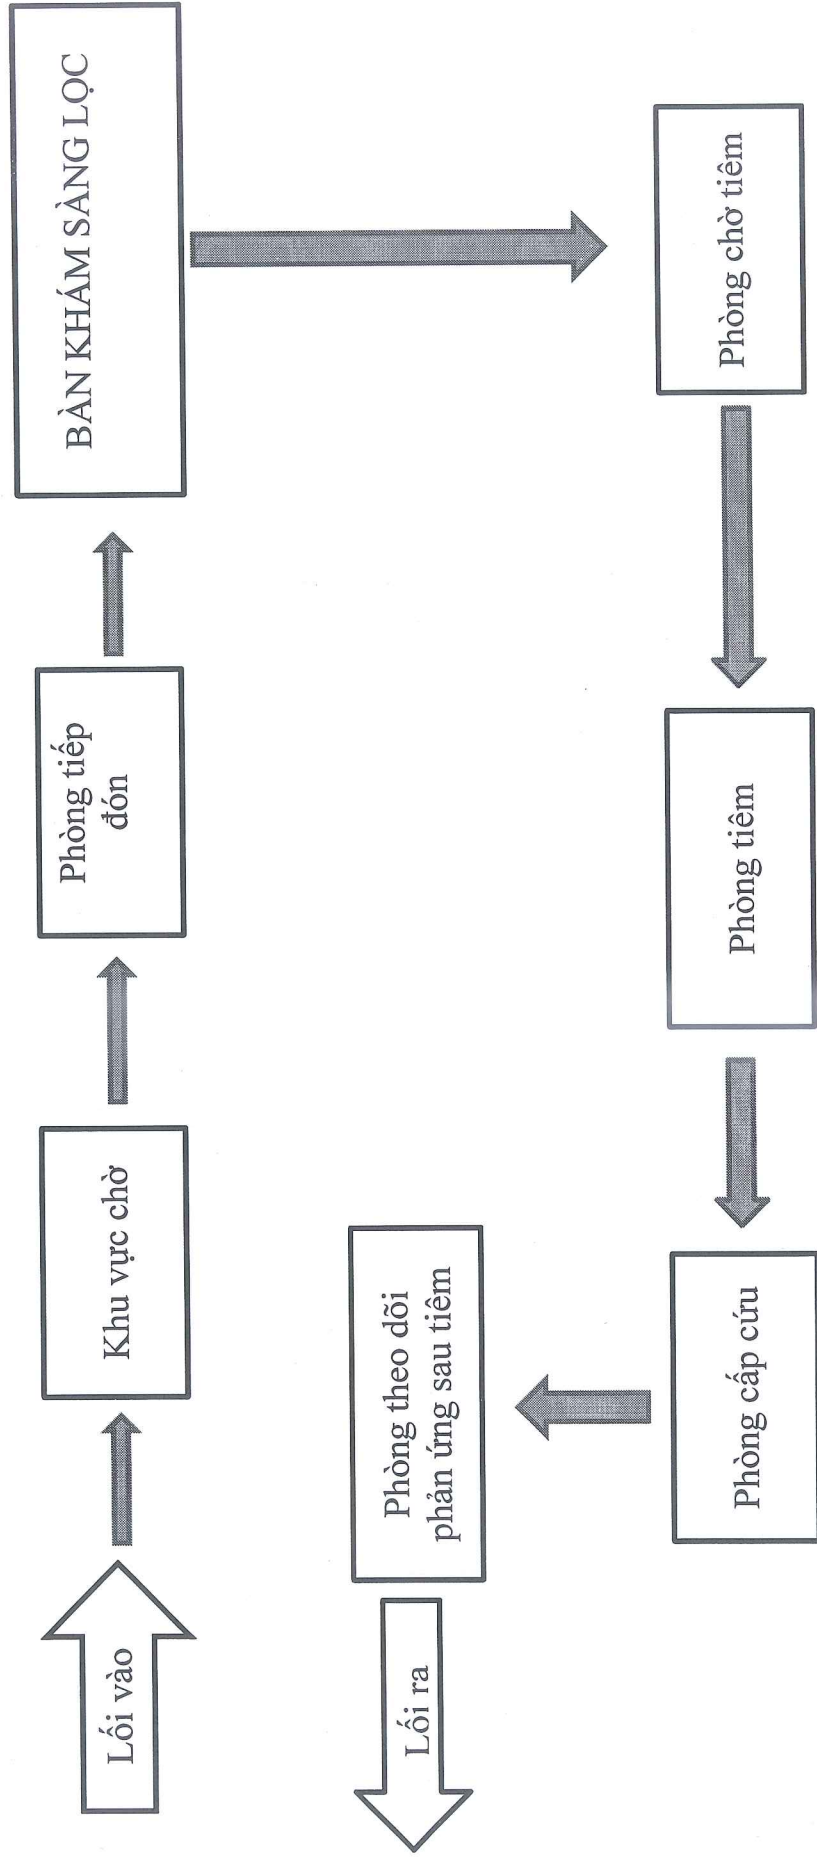 Lối vào
Khu vực chờ
Phòng tiếp
đón
BÀN KHÁM SÀNG LỌC
Phòng chờ tiêm
Phòng tiêm
Phòng cấp cứu
Phòng theo dõi
phản ứng sau tiêm
Lối ra